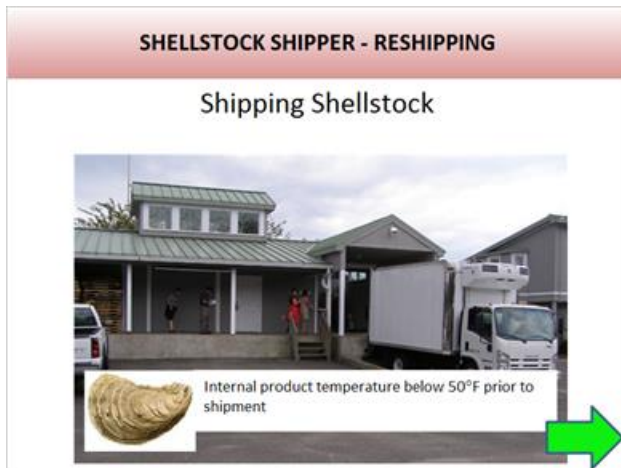 SHELLSTOCK SHIPPER - RESHIPPING
Shipping Shellstock
Internal product temperature below 50°F prior to
shipment